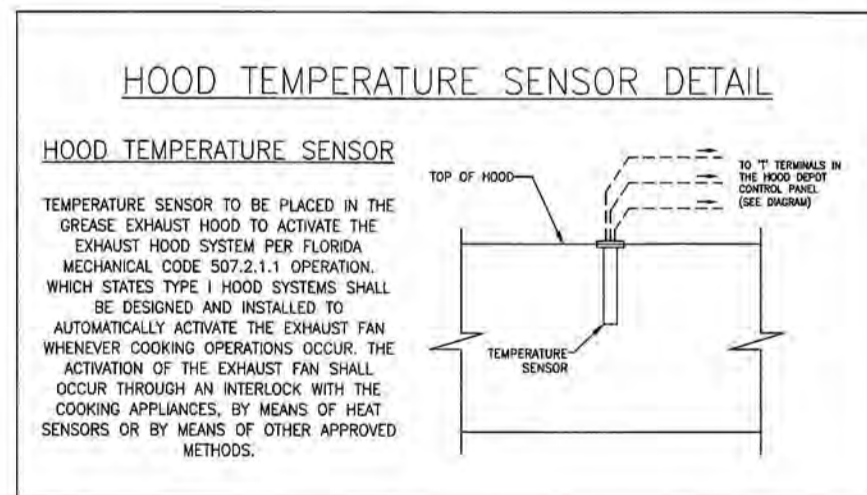 HOOD TEMPERATURE SENSOR DETAIL
HOOD TEMPERATURE SENSOR
TEMPERATURE SENSOR TO BE PLACED IN THE
GREASE EXHAUST HOOD TO ACTIVATE THE
EXHAUST HOOD SYSTEM PER FLORIDA
MECHANICAL CODE 507.2.1.1 OPERATION.
WHICH STATES TYPE I HOOD SYSTEMS SHALL
BE DESIGNED AND INSTALLED TO
AUTOMATICALLY ACTIVATE THE EXHAUST FAN
WHENEVER COOKING OPERATIONS OCCUR. THE
ACTIVATION OF THE EXHAUST FAN SHALL
OCCUR THROUGH AN INTERLOCK WITH THE
COOKING APPLIANCES, BY MEANS OF HEAT
SENSORS OR BY MEANS OF OTHER APPROVED
METHODS.
TOP OF HOOD
TO 'T' TERMINALS IN
THE HOOD DEPOT
CONTROL PANEL
(SEE DIAGRAM)
TEMPERATURE
SENSOR